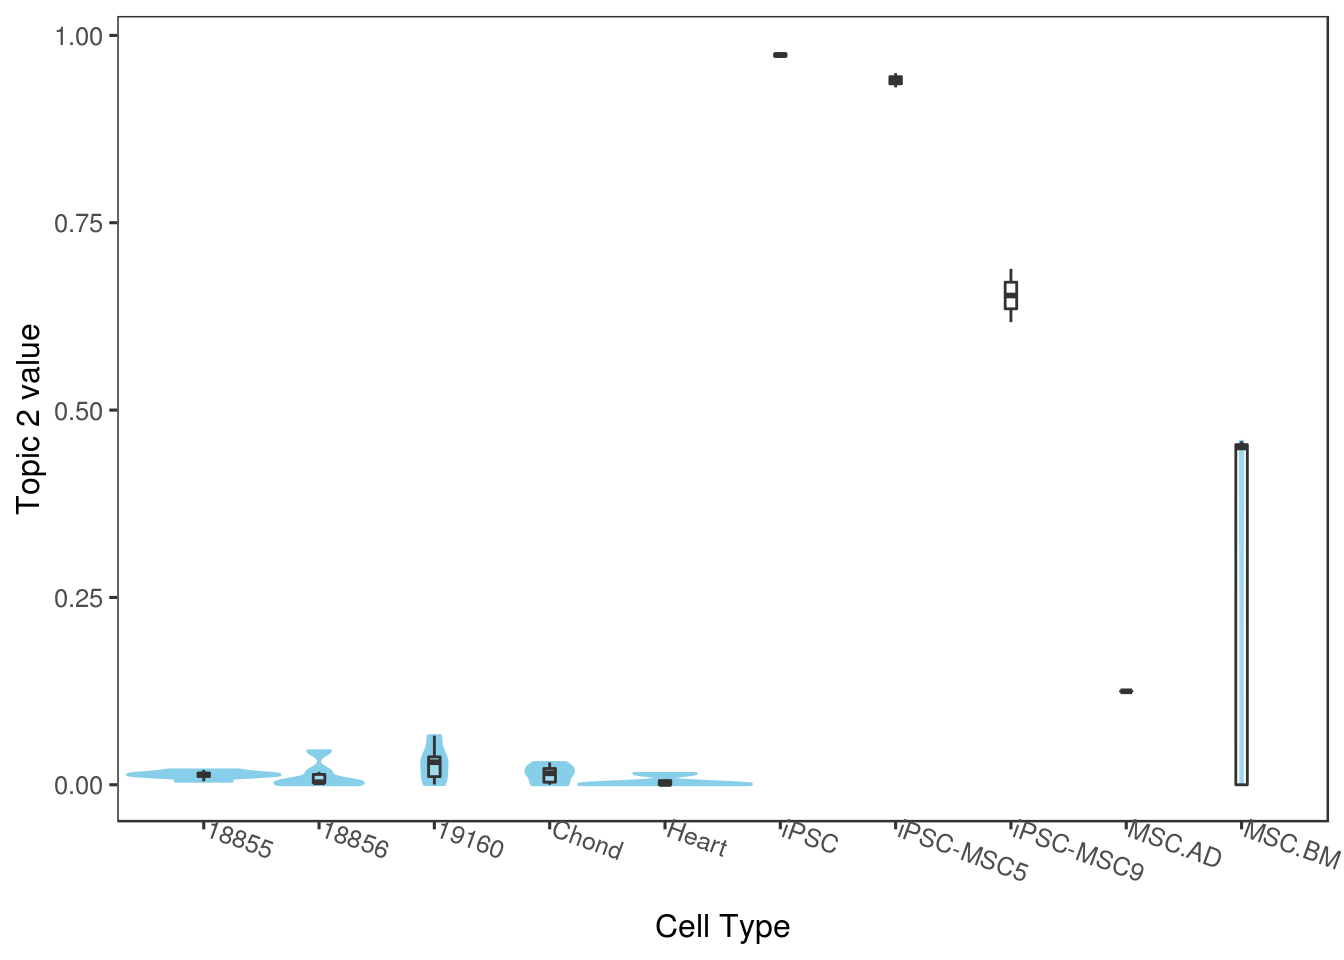 1.00
0.75
0.50
0.25
0.00
Topic 2 value
18855
18856
19160
Chond
Heart
iPSC
iPSC-MSC5
iPSC-MSC9
MSC.AD
MSC.BM
Cell Type